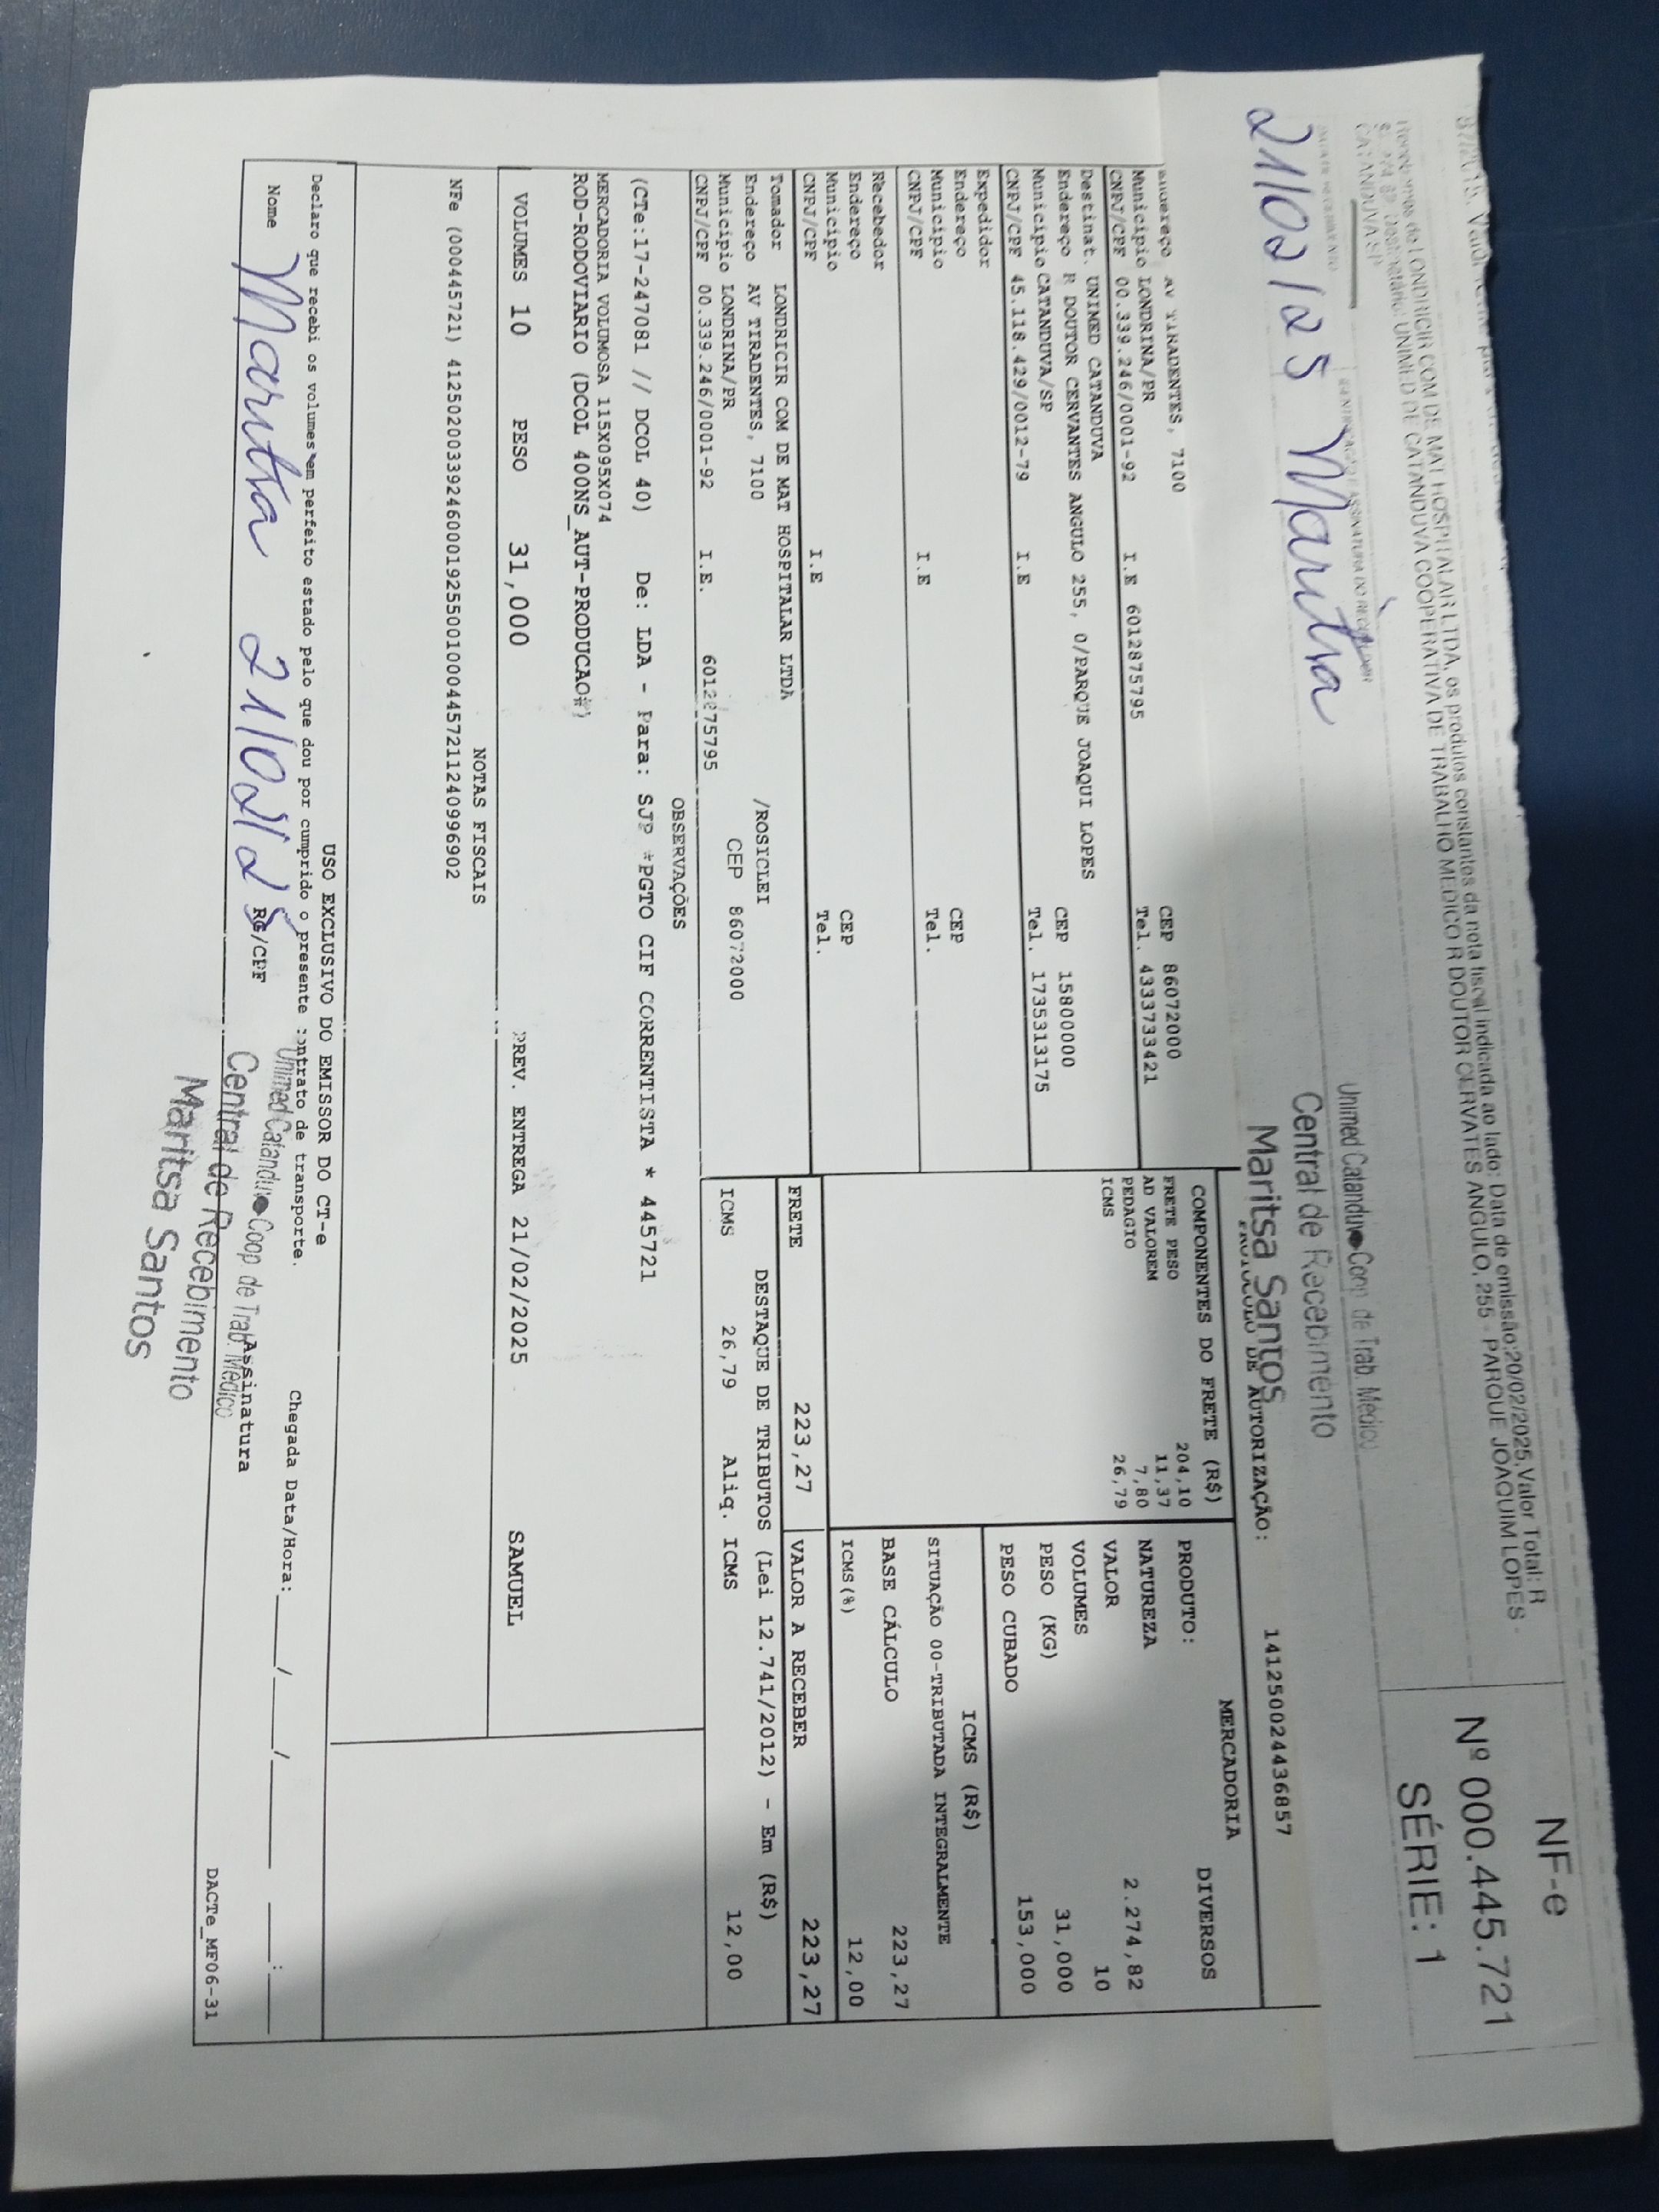 os produtos constantes da nota fiscal indicada ao lado: Data de emissão:20/02/2025,Valor Total: R
LONDRICIR COM DE MAT HOSPITALAR LTDA,
UNIMED DE CATANDUVA COOPERATIVA DE TRABALHO MEDICO R DOUTOR CERVATES ANGULO, 255 - PARQUE JOAQUIM LOPES -
CATANDUVA SP
NF-e
Nº 000.445.721
SÉRIE: 1
21/02/25 Maritsa
Unimed Catanduva Coop de Trab. Médico
Central de Recebimento
Maritsa Santos
PROTOCOLO DE AUTORIZAÇÃO: 141250024436857
Endereço AV TIRADENTES, 7100 CEP 86072000
Município LONDRINA/PR Tel. 4333733421
CNPJ/CPF 00.339.246/0001-92 I.E 6012875795
Destinat. UNIMED CATANDUVA
Endereço R DOUTOR CERVANTES ANGULO 255, 0/PARQUE JOAQUI LOPES CEP 15800000
Município CATANDUVA/SP Tel. 1735313175
CNPJ/CPF 45.118.429/0012-79 I.E
Expedidor
Endereço CEP
Município Tel.
CNPJ/CPF I.E
Recebedor
Endereço CEP
Município Tel.
CNPJ/CPF I.E
Tomador LONDRICIR COM DE MAT HOSPITALAR LTDA
Endereço AV TIRADENTES, 7100 /ROSICLEI
Município LONDRINA/PR CEP 86072000
CNPJ/CPF 00.339.246/0001-92 I.E. 6012875795
COMPONENTES DO FRETE (R$)
FRETE PESO 204,10
AD VALOREM 11,37
PEDAGIO 7,80
ICMS 26,79
MERCADORIA
PRODUTO: DIVERSOS
NATUREZA
VALOR 2.274,82
VOLUMES 10
PESO (KG) 31,000
PESO CUBADO 153,000
ICMS (R$)
SITUAÇÃO 00-TRIBUTADA INTEGRALMENTE
BASE CÁLCULO 223,27
ICMS(%) 12,00
FRETE 223,27 VALOR A RECEBER 223,27
DESTAQUE DE TRIBUTOS (Lei 12.741/2012) - Em (R$)
ICMS 26,79 Aliq. ICMS 12,00
OBSERVAÇÕES
(CTe:17-247081 // DCOL 40) De: LDA - Para: SJP *PGTO CIF CORRENTISTA * 445721
MERCADORIA VOLUMOSA 115X095X074
ROD-RODOVIARIO (DCOL 400NS_AUT-PRODUCAO#)
VOLUMES 10 PESO 31,000 PREV. ENTREGA 21/02/2025 SAMUEL
NOTAS FISCAIS
NFe (000445721) 41250200339246000192550010004457211240996902
USO EXCLUSIVO DO EMISSOR DO CT-e
Declaro que recebi os volumes em perfeito estado pelo que dou por cumprido o presente contrato de transporte. Chegada Data/Hora: ____/____/____ ____:____
Nome Maritsa 21/02/25 RG/CPF Assinatura
Unimed Catanduva Coop de Trab. Médico
Central de Recebimento
Maritsa Santos
DACTe_MF06-31